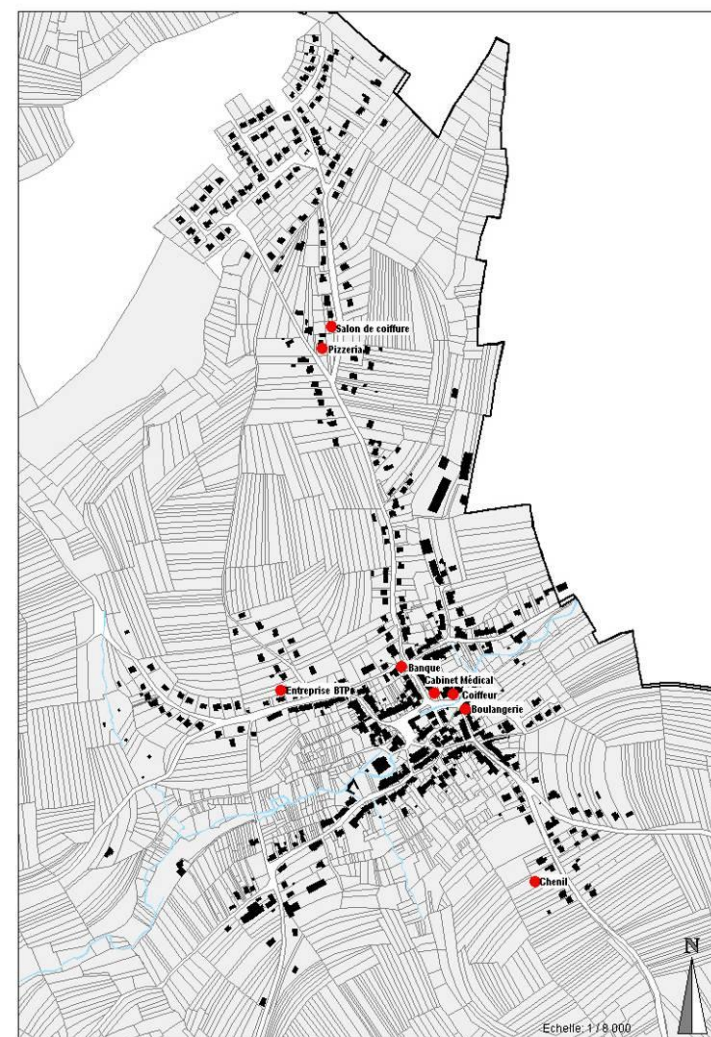 Salon de coiffure
Pizzeria
Banque
Cabinet Médical
Entreprise BTP
Coiffeur
Boulangerie
Chenil
N
Echelle: 1 / 8 000